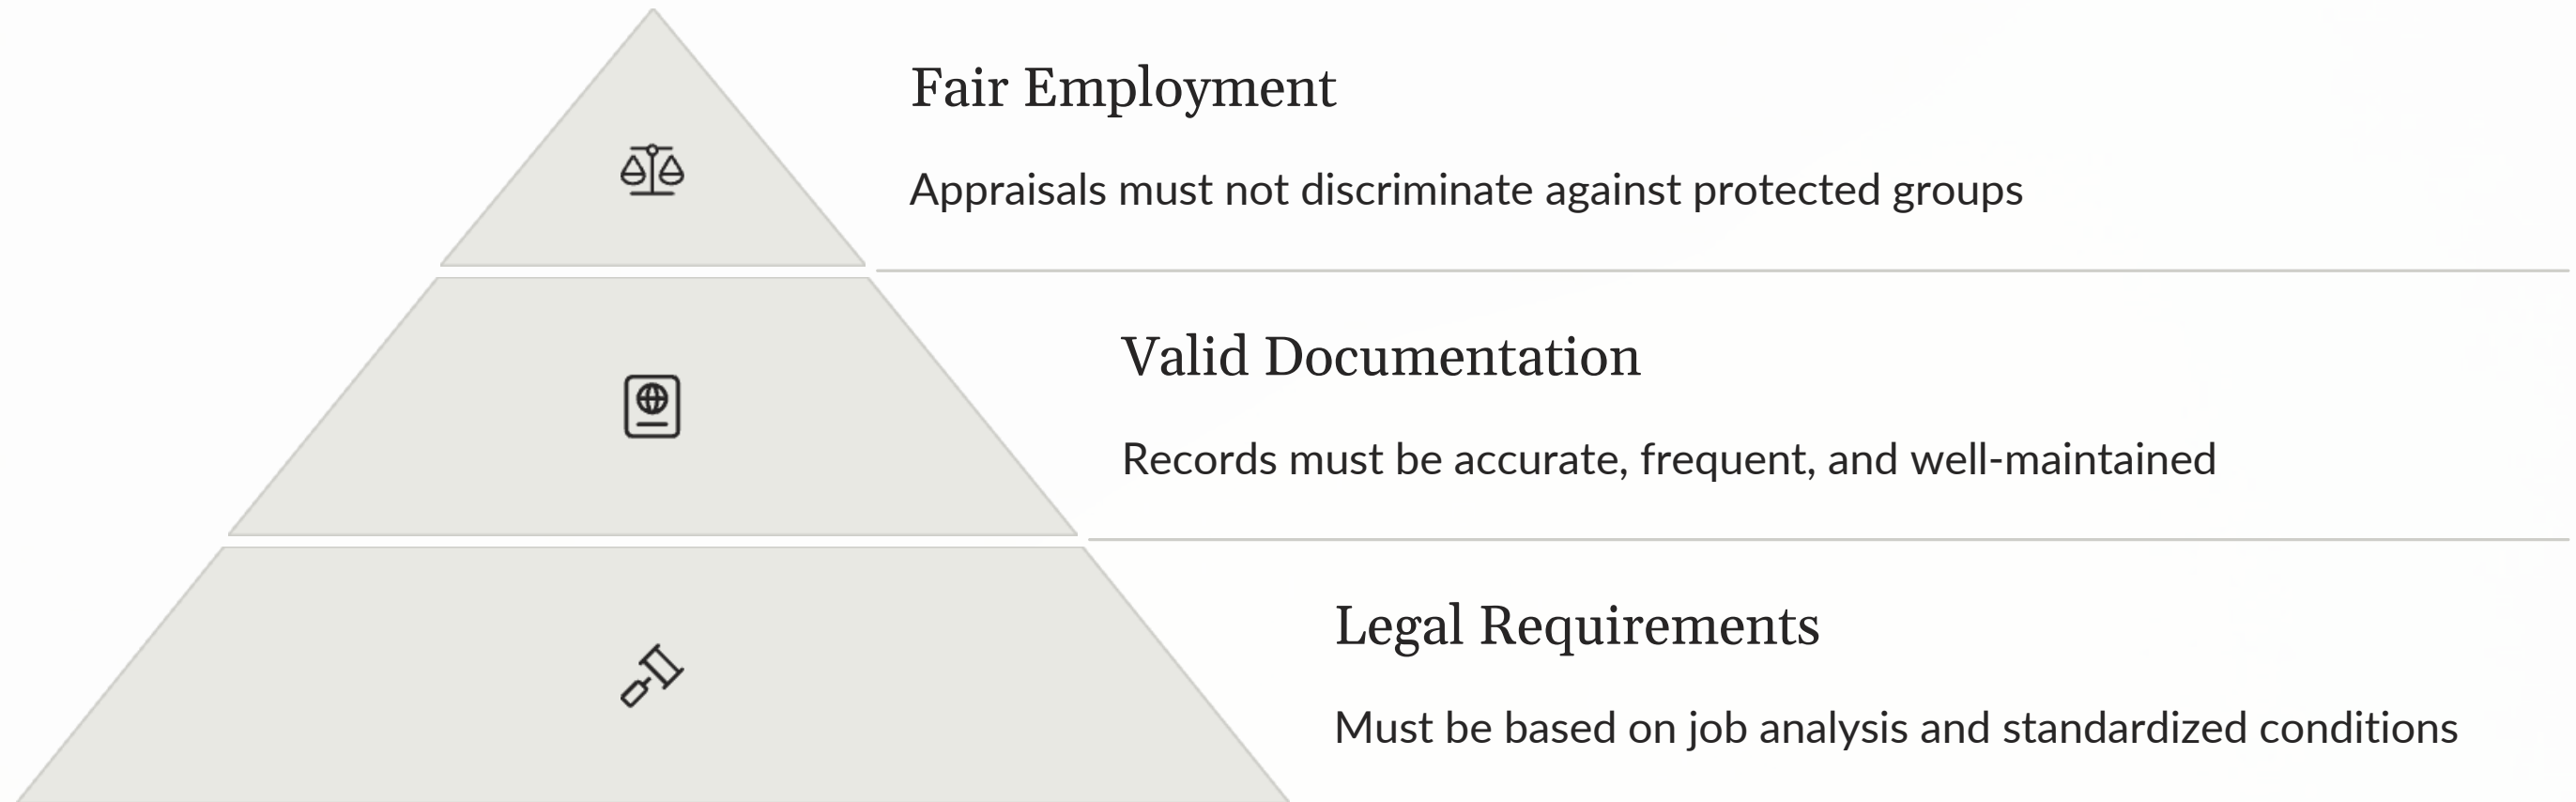 Fair Employment
Appraisals must not discriminate against protected groups
Valid Documentation
Records must be accurate, frequent, and well-maintained
Legal Requirements
Must be based on job analysis and standardized conditions